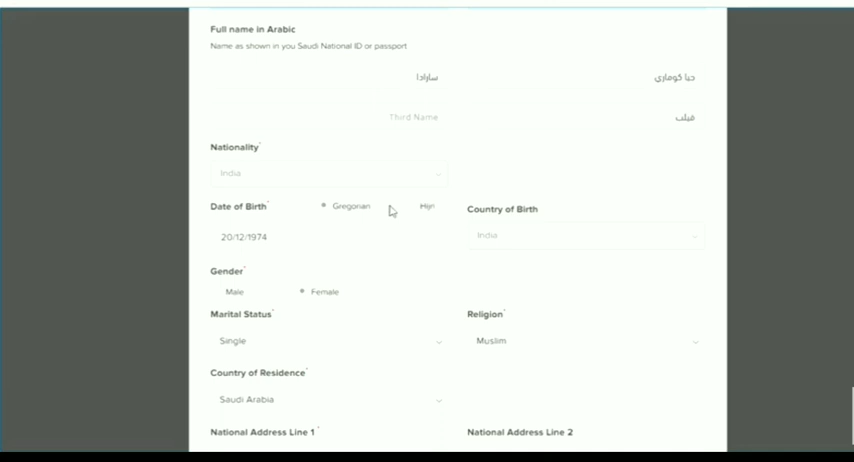 Full name in Arabic
Name as shown in you Saudi National ID or passport
سارادا
حبا كوماري
Third Name
فيلب
Nationality*
India
Date of Birth*
Gregorian
Hijri
Country of Birth
20/12/1974
India
Gender*
Male
Female
Marital Status*
Religion*
Single
Muslim
Country of Residence*
Saudi Arabia
National Address Line 1*
National Address Line 2